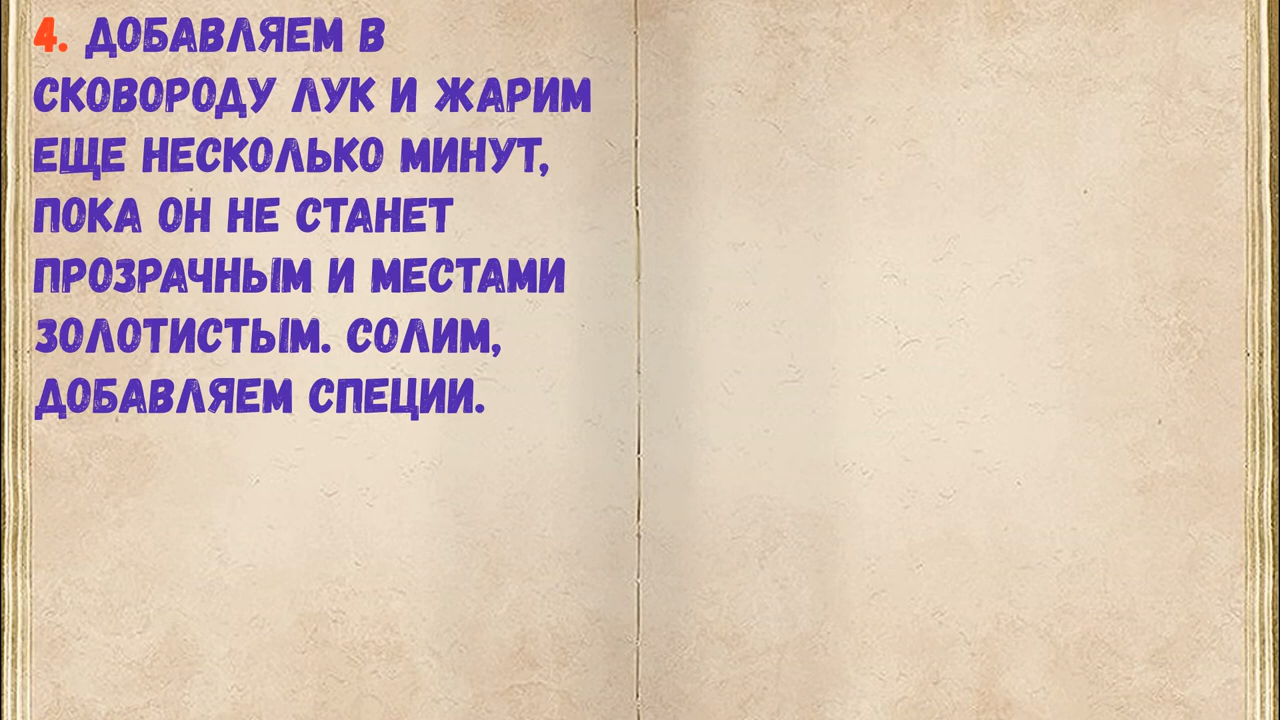 4. ДОБАВЛЯЕМ В
СКОВОРОДУ ЛУК И ЖАРИМ
ЕЩЕ НЕСКОЛЬКО МИНУТ,
ПОКА ОН НЕ СТАНЕТ
ПРОЗРАЧНЫМ И МЕСТАМИ
ЗОЛОТИСТЫМ. СОЛИМ,
ДОБАВЛЯЕМ СПЕЦИИ.